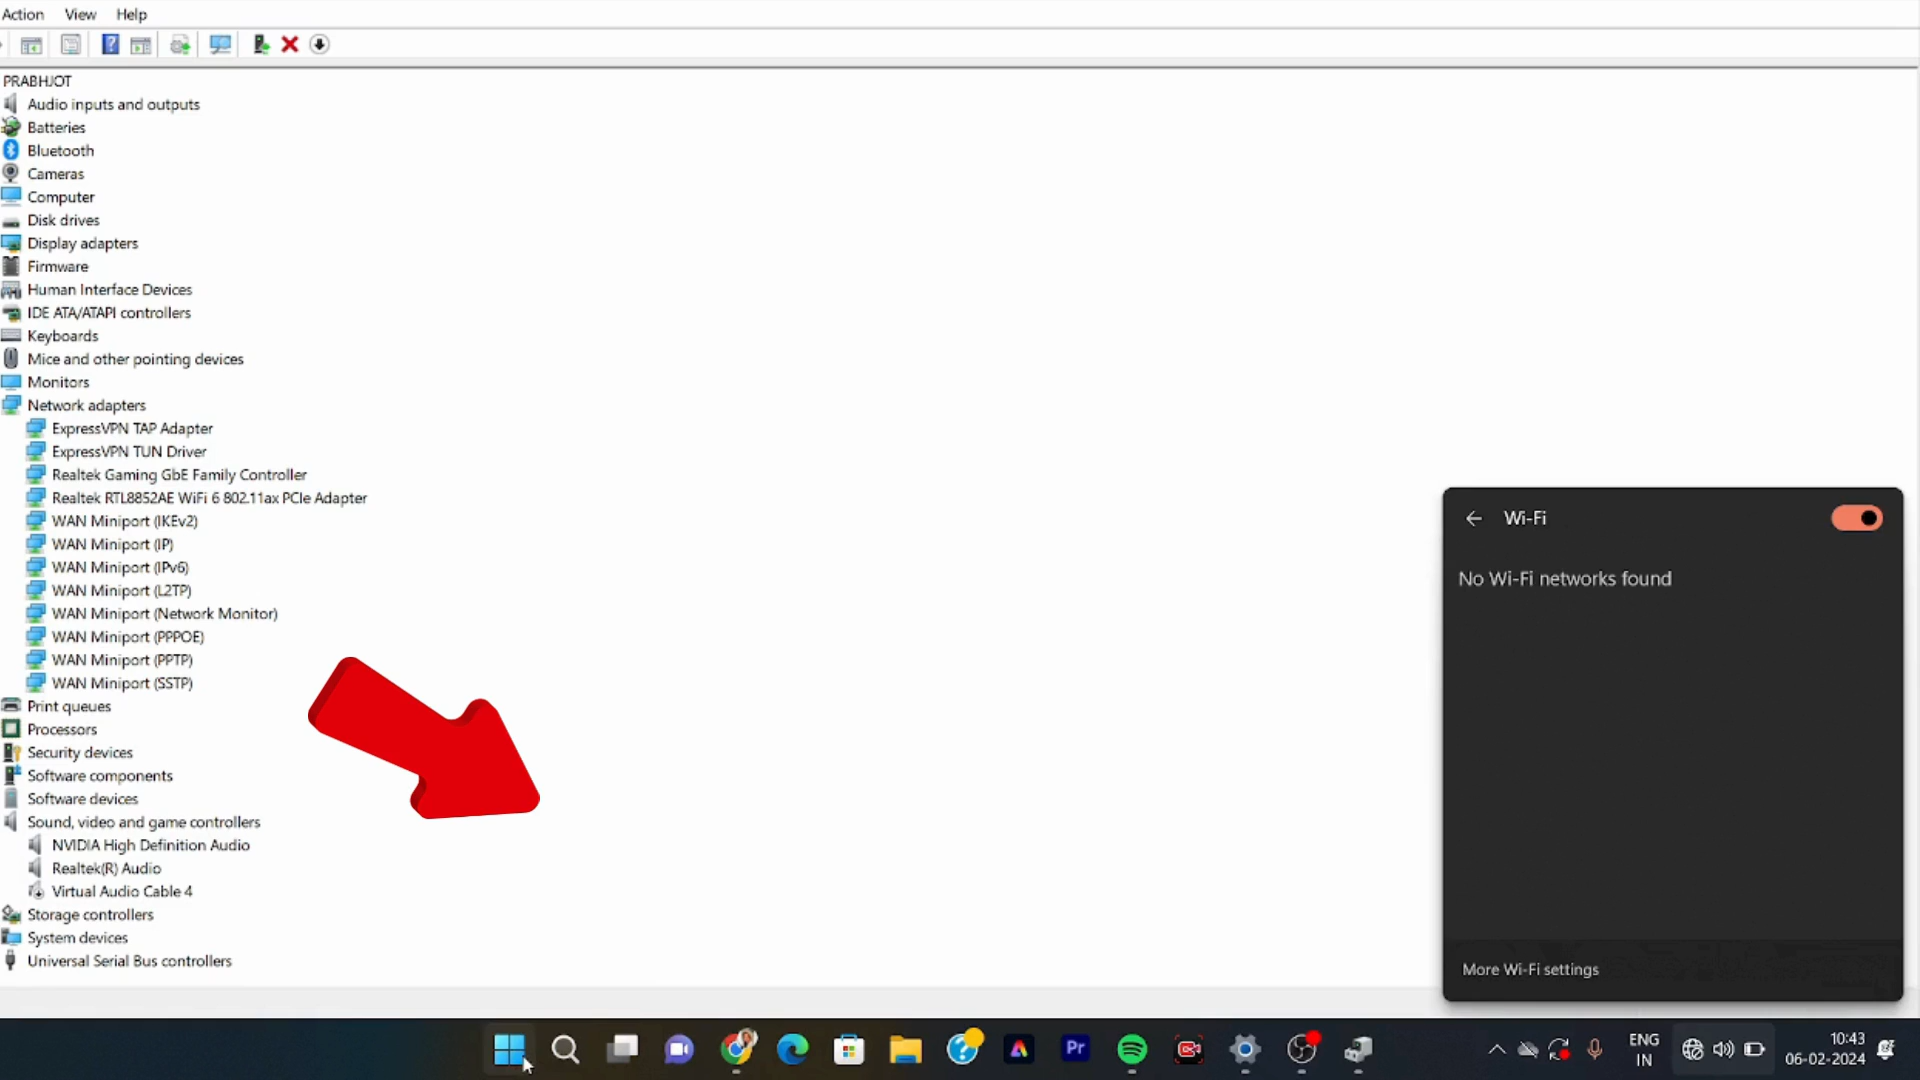 Action View Help
PRABHJOT
Audio inputs and outputs
Batteries
Bluetooth
Cameras
Computer
Disk drives
Display adapters
Firmware
Human Interface Devices
IDE ATA/ATAPI controllers
Keyboards
Mice and other pointing devices
Monitors
Network adapters
ExpressVPN TAP Adapter
ExpressVPN TUN Driver
Realtek Gaming GbE Family Controller
Realtek RTL8852AE WiFi 6 802.11ax PCIe Adapter
WAN Miniport (IKEv2)
WAN Miniport (IP)
WAN Miniport (IPv6)
WAN Miniport (L2TP)
WAN Miniport (Network Monitor)
WAN Miniport (PPPOE)
WAN Miniport (PPTP)
WAN Miniport (SSTP)
Print queues
Processors
Security devices
Software components
Software devices
Sound, video and game controllers
NVIDIA High Definition Audio
Realtek(R) Audio
Virtual Audio Cable 4
Storage controllers
System devices
Universal Serial Bus controllers
Wi-Fi
No Wi-Fi networks found
More Wi-Fi settings
Pr
ENG
IN
10:43
06-02-2024